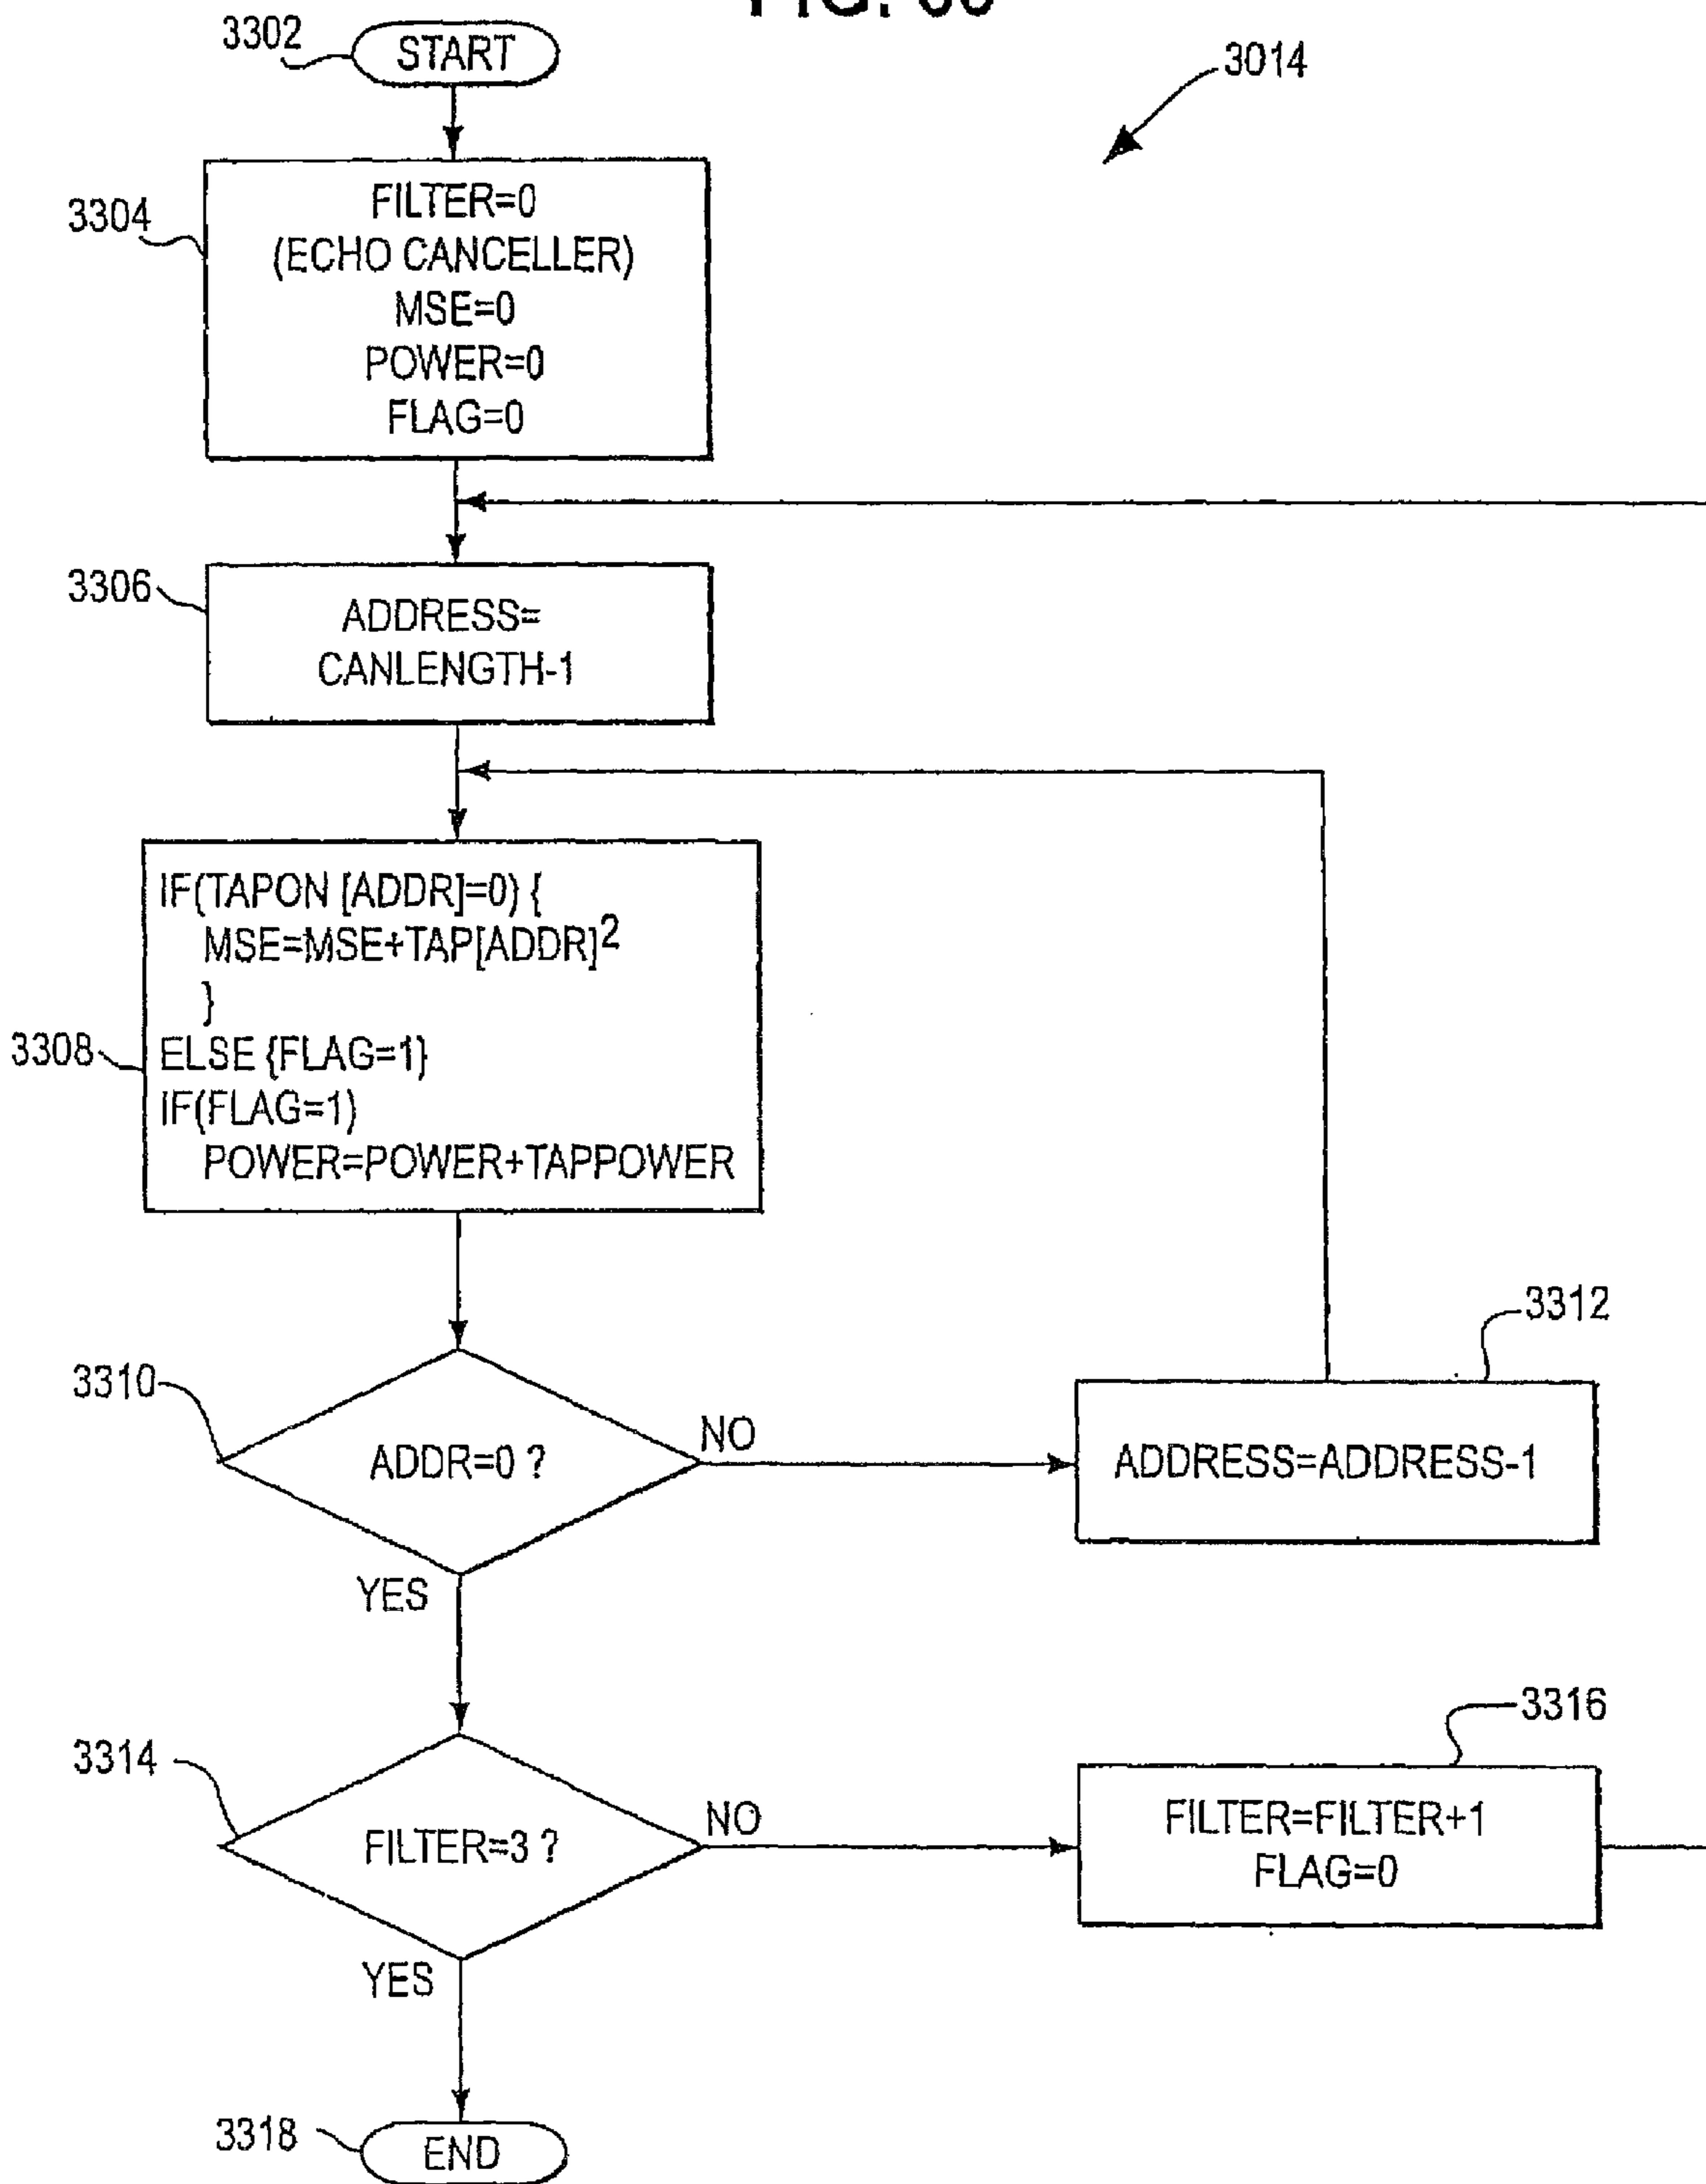 3302
START
3014
3304
FILTER=0
(ECHO CANCELLER)
MSE=0
POWER=0
FLAG=0
3306
ADDRESS=
CANLENGTH-1
3308
IF(TAPON [ADDR]=0) {
MSE=MSE+TAP[ADDR]²
}
ELSE {FLAG=1}
IF(FLAG=1)
POWER=POWER+TAPPOWER
3310
ADDR=0 ?
NO
YES
3312
ADDRESS=ADDRESS-1
3314
FILTER=3 ?
NO
YES
3316
FILTER=FILTER+1
FLAG=0
3318
END